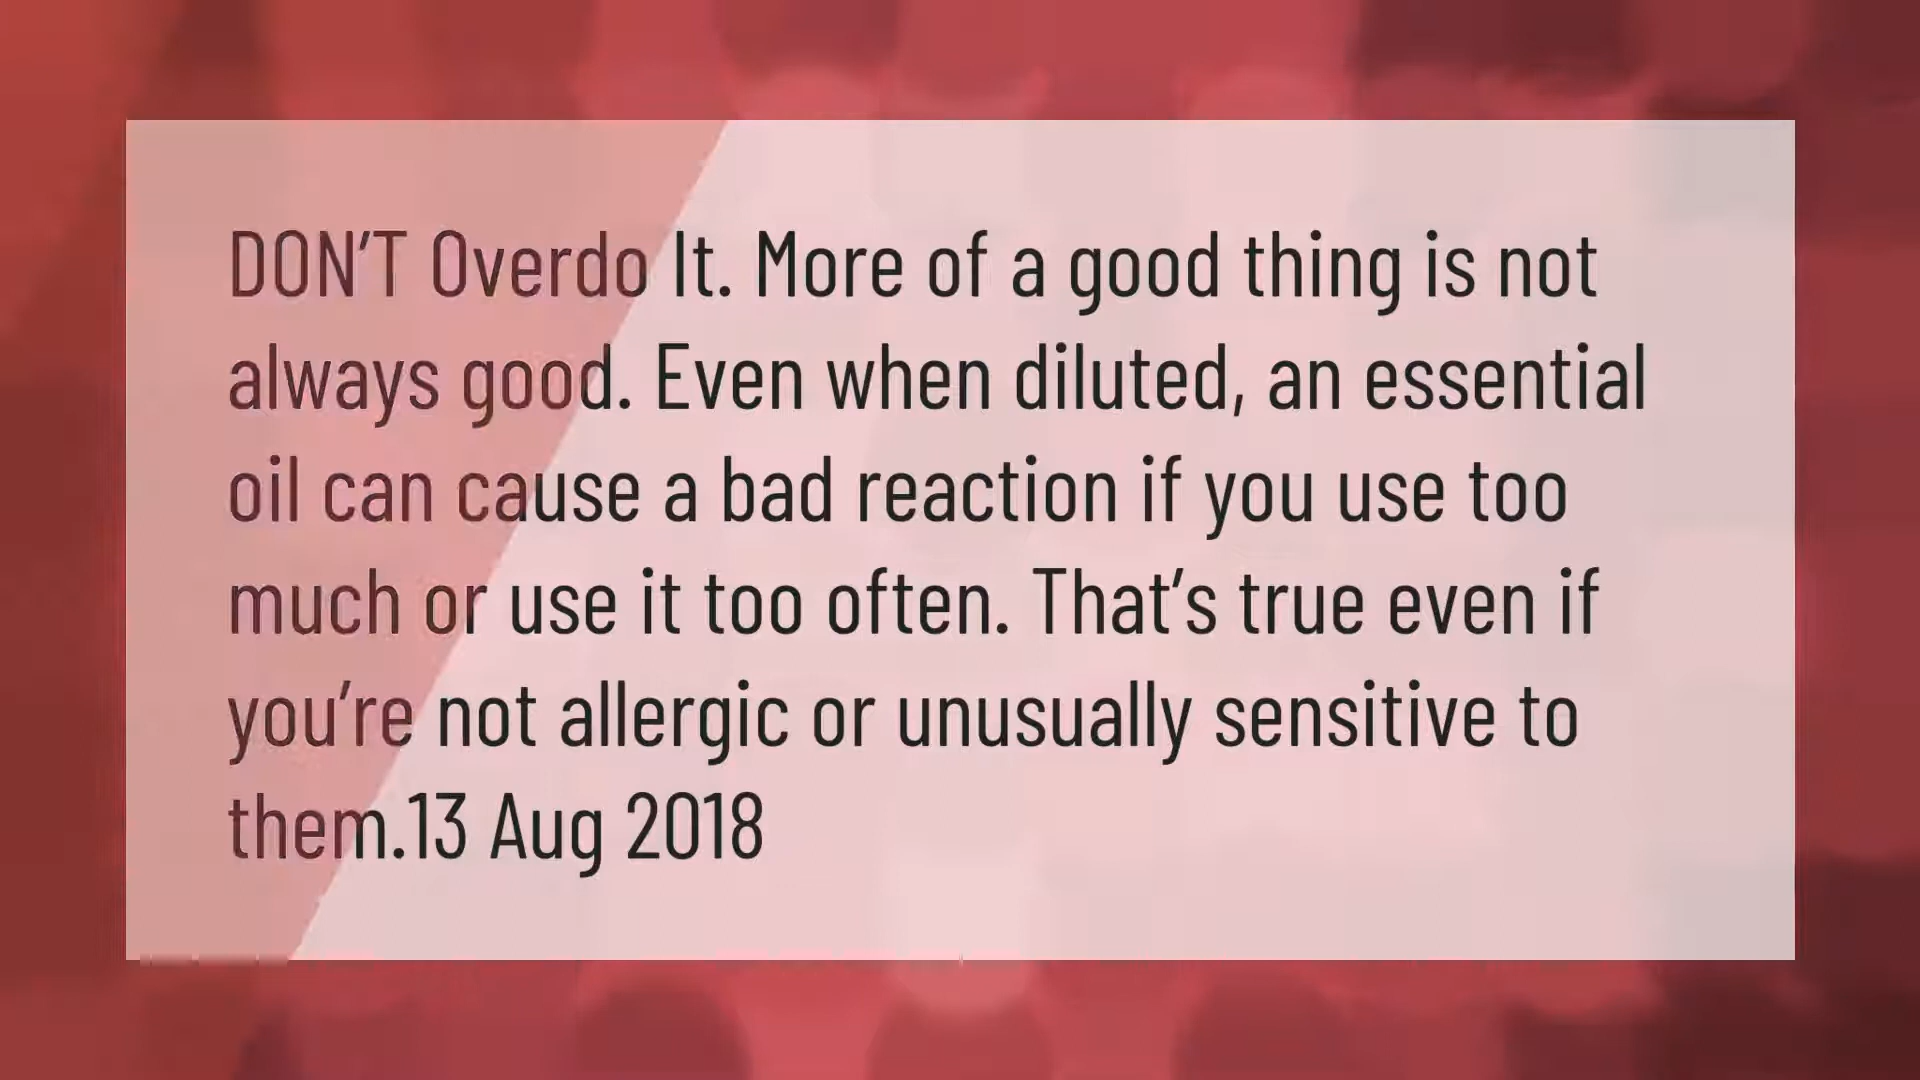 DON’T Overdo It. More of a good thing is not
always good. Even when diluted, an essential
oil can cause a bad reaction if you use too
much or use it too often. That’s true even if
you’re not allergic or unusually sensitive to
them.13 Aug 2018